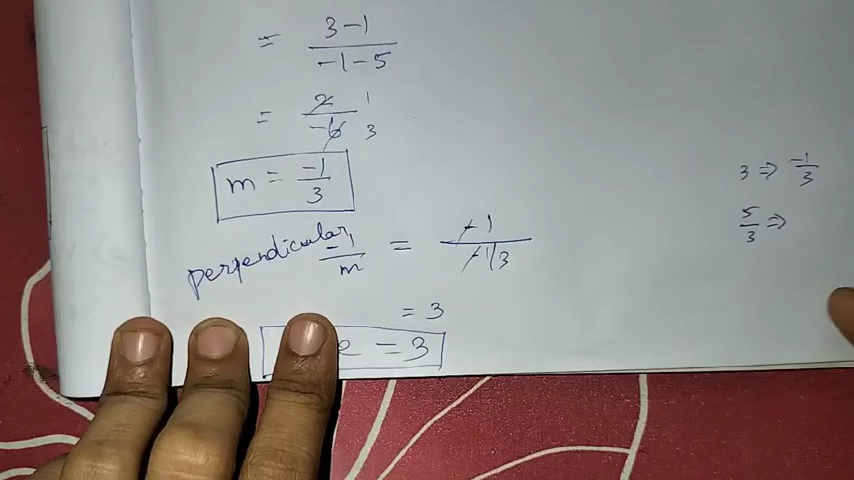 = 3-1 / -1-5
= 2 / -6 1 / 3
m = -1/3
perpendicular -1/m = -1 / -1/3
= 3
e = 3
3 ⇒ -1/3
5/3 ⇒